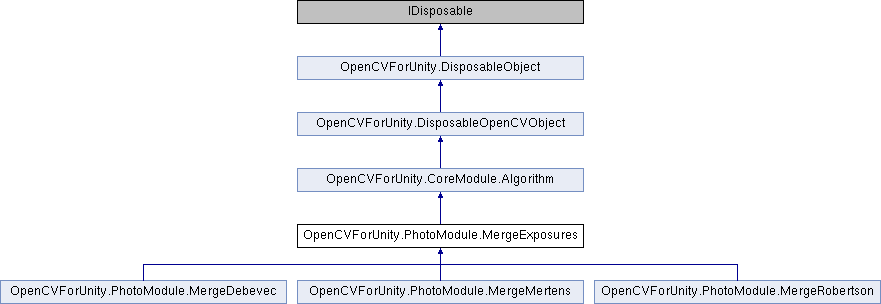 IDisposable
OpenCVForUnity.DisposableObject
OpenCVForUnity.DisposableOpenCVObject
OpenCVForUnity.CoreModule.Algorithm
OpenCVForUnity.PhotoModule.MergeExposures
OpenCVForUnity.PhotoModule.MergeDebevec
OpenCVForUnity.PhotoModule.MergeMertens
OpenCVForUnity.PhotoModule.MergeRobertson